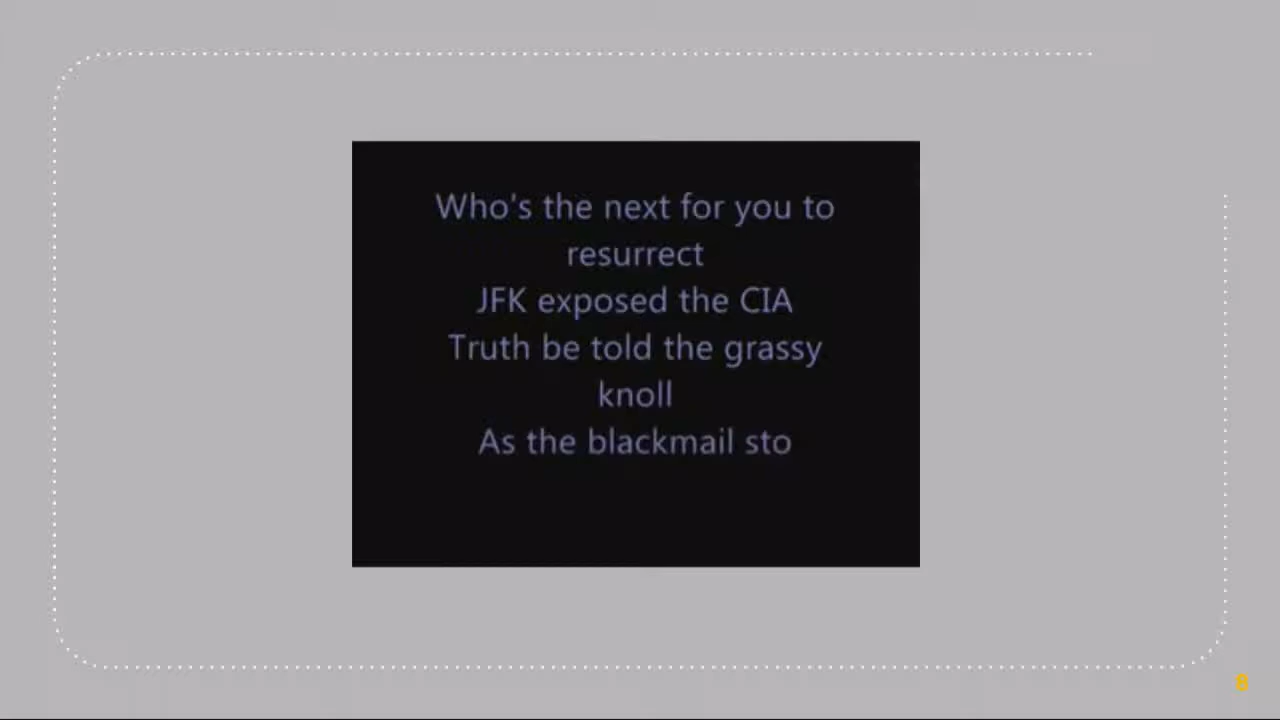 Who's the next for you to
resurrect
JFK exposed the CIA
Truth be told the grassy
knoll
As the blackmail sto
8